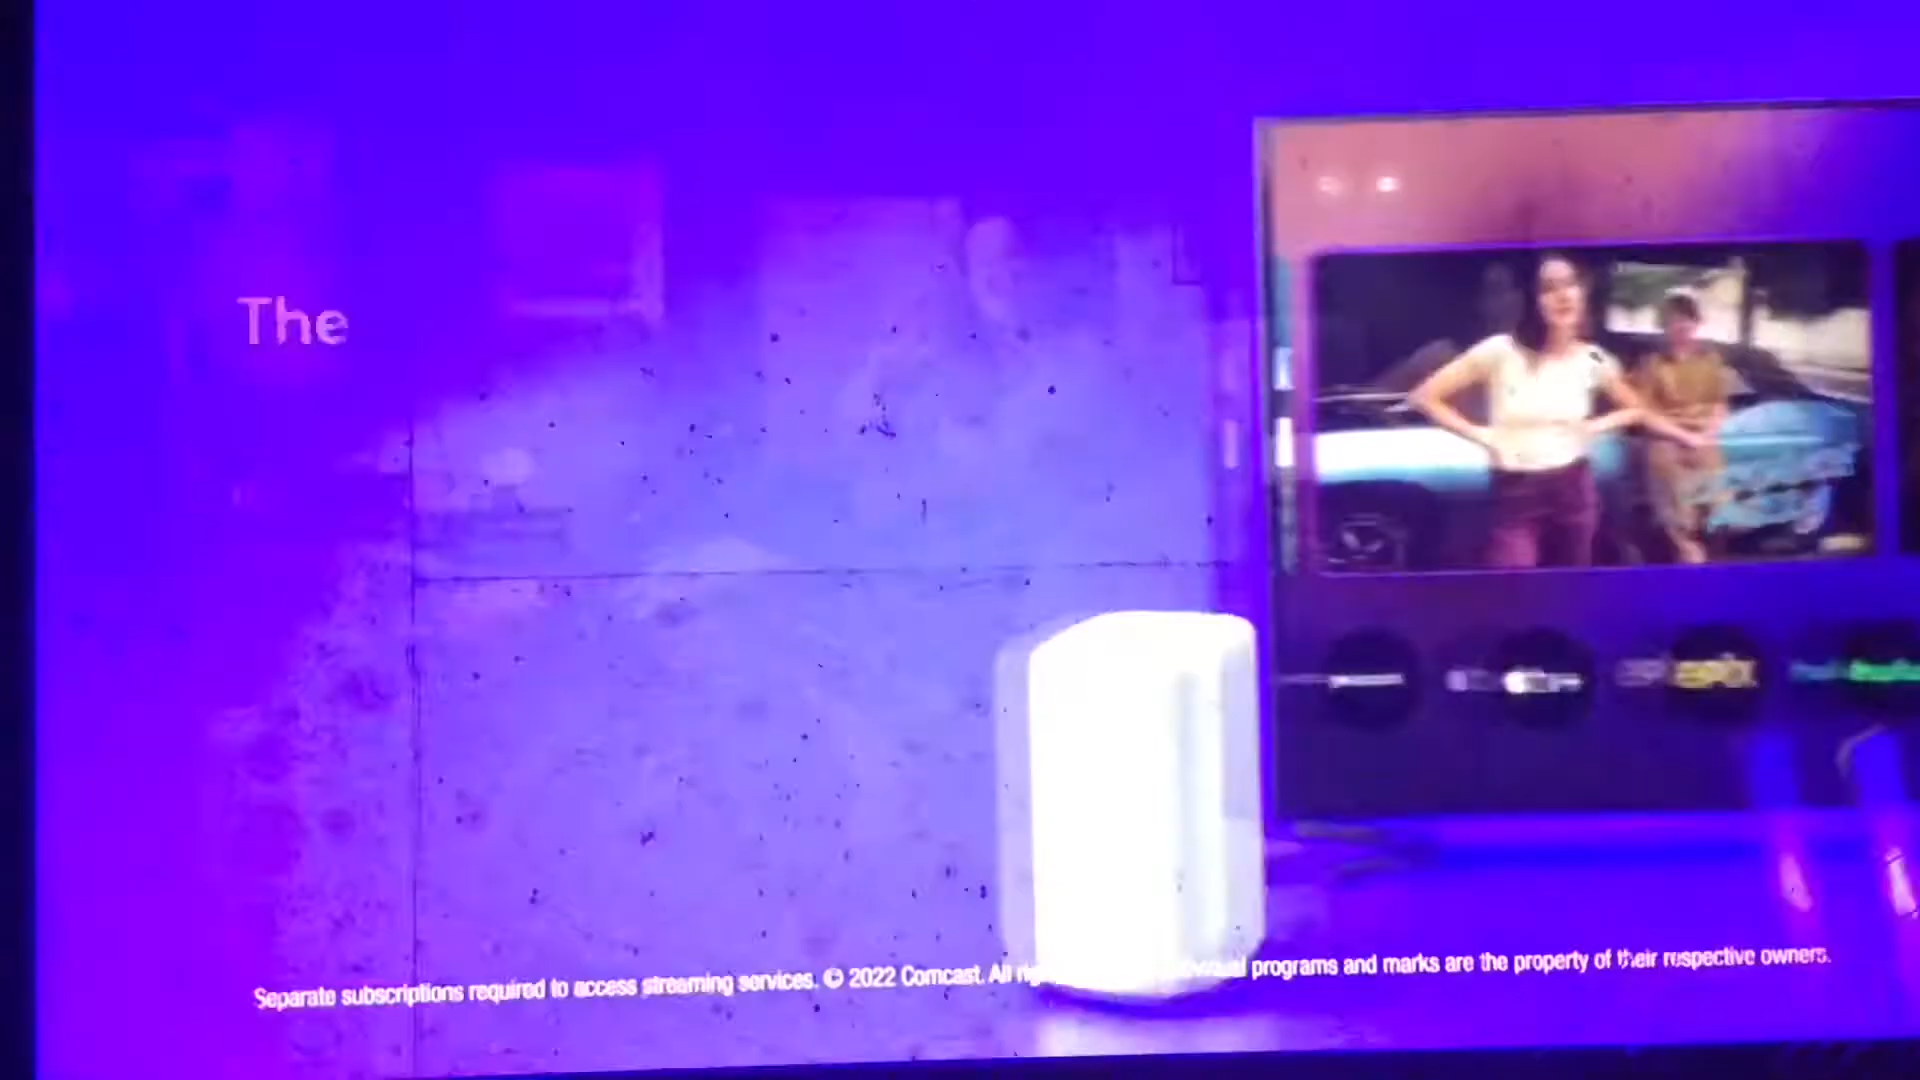 The
Separate subscriptions required to access streaming services. © 2022 Comcast. All programs and marks are the property of their respective owners.